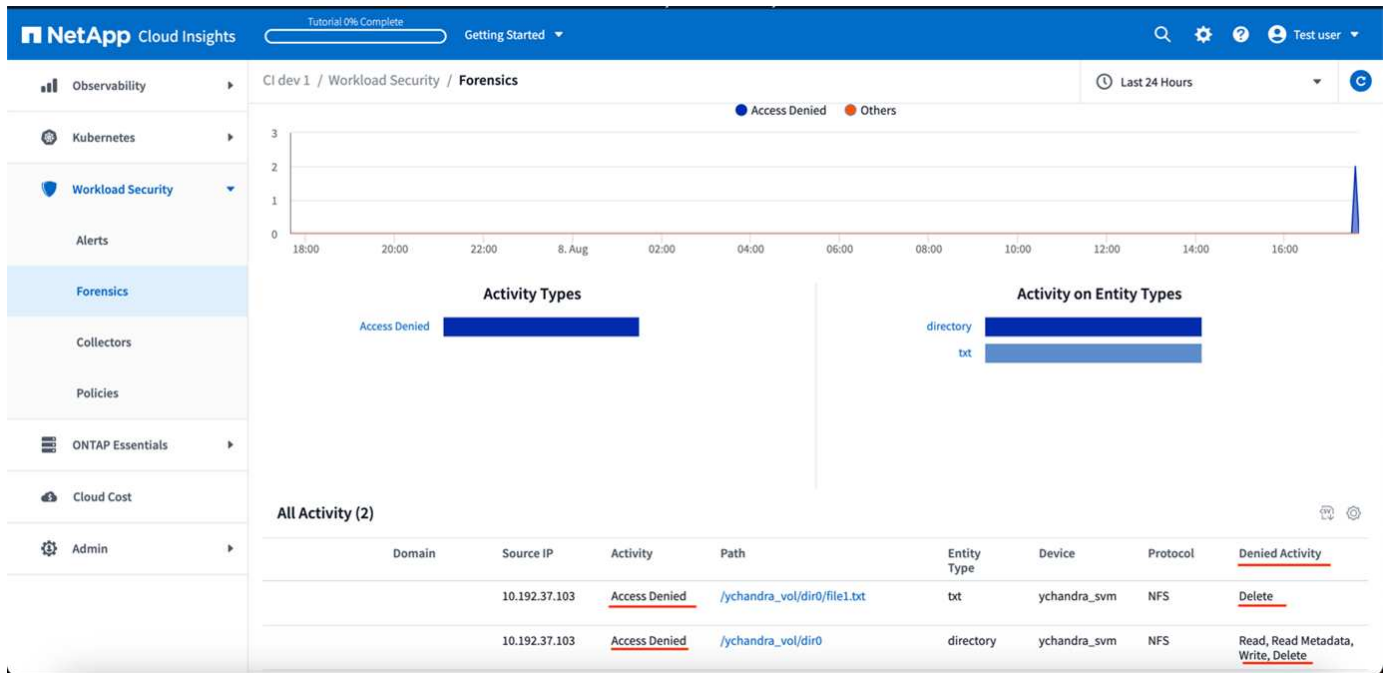 Tutorial 0% Complete
NetApp Cloud Insights
Getting Started
Test user
Observability
Kubernetes
Workload Security
Alerts
Forensics
Collectors
Policies
ONTAP Essentials
Cloud Cost
Admin
CI dev 1 / Workload Security / Forensics
Last 24 Hours
Access Denied Others
3
2
1
0
18:00 20:00 22:00 8. Aug 02:00 04:00 06:00 08:00 10:00 12:00 14:00 16:00
Activity Types
Access Denied
Activity on Entity Types
directory
txt
All Activity (2)
Domain Source IP Activity Path Entity Type Device Protocol Denied Activity
10.192.37.103 Access Denied /ychandra_vol/dir0/file1.txt txt ychandra_svm NFS Delete
10.192.37.103 Access Denied /ychandra_vol/dir0 directory ychandra_svm NFS Read, Read Metadata,
Write, Delete